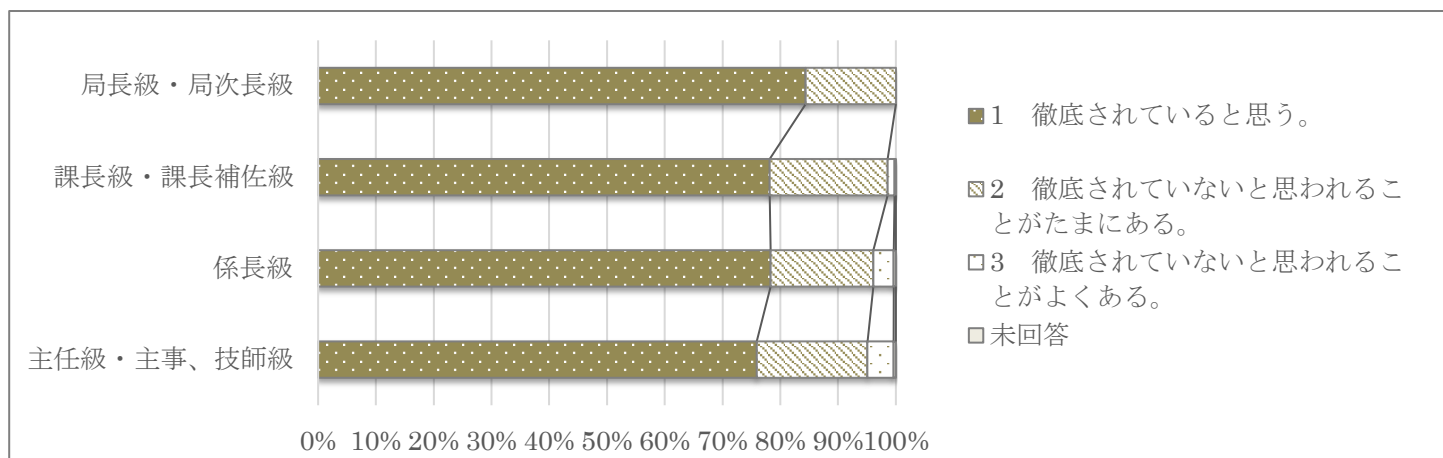 局長級・局次長級
課長級・課長補佐級
係長級
主任級・主事、技師級
0% 10% 20% 30% 40% 50% 60% 70% 80% 90% 100%
1　徹底されていると思う。
2　徹底されていないと思われるこ
とがたまにある。
3　徹底されていないと思われるこ
とがよくある。
未回答